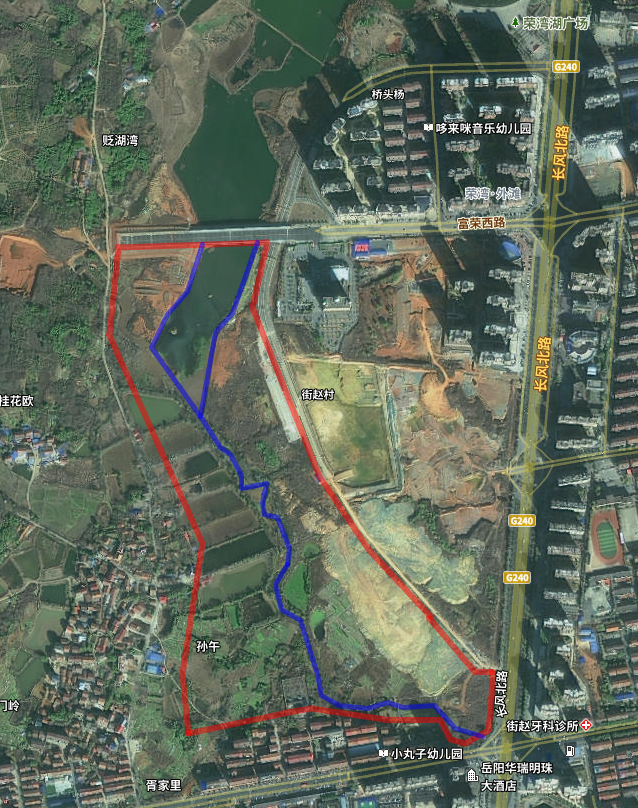 荣湾湖广场
G240
桥头杨
哆来咪音乐幼儿园
贬湖湾
长风北路
荣湾·外滩
富荣西路
长风北路
街赵村
桂花欧
G240
G240
孙午
门岭
长风北路
街赵牙科诊所
小丸子幼儿园
岳阳华瑞明珠
大酒店
胥家里